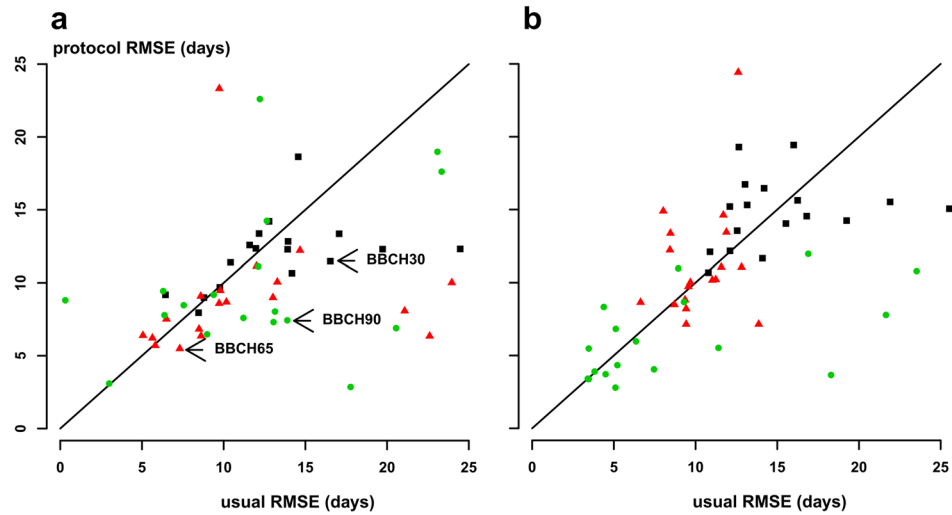 a
b
protocol RMSE (days)
25
20
15
10
5
0
BBCH30
BBCH90
BBCH65
0 5 10 15 20 25
0 5 10 15 20 25
usual RMSE (days)
usual RMSE (days)